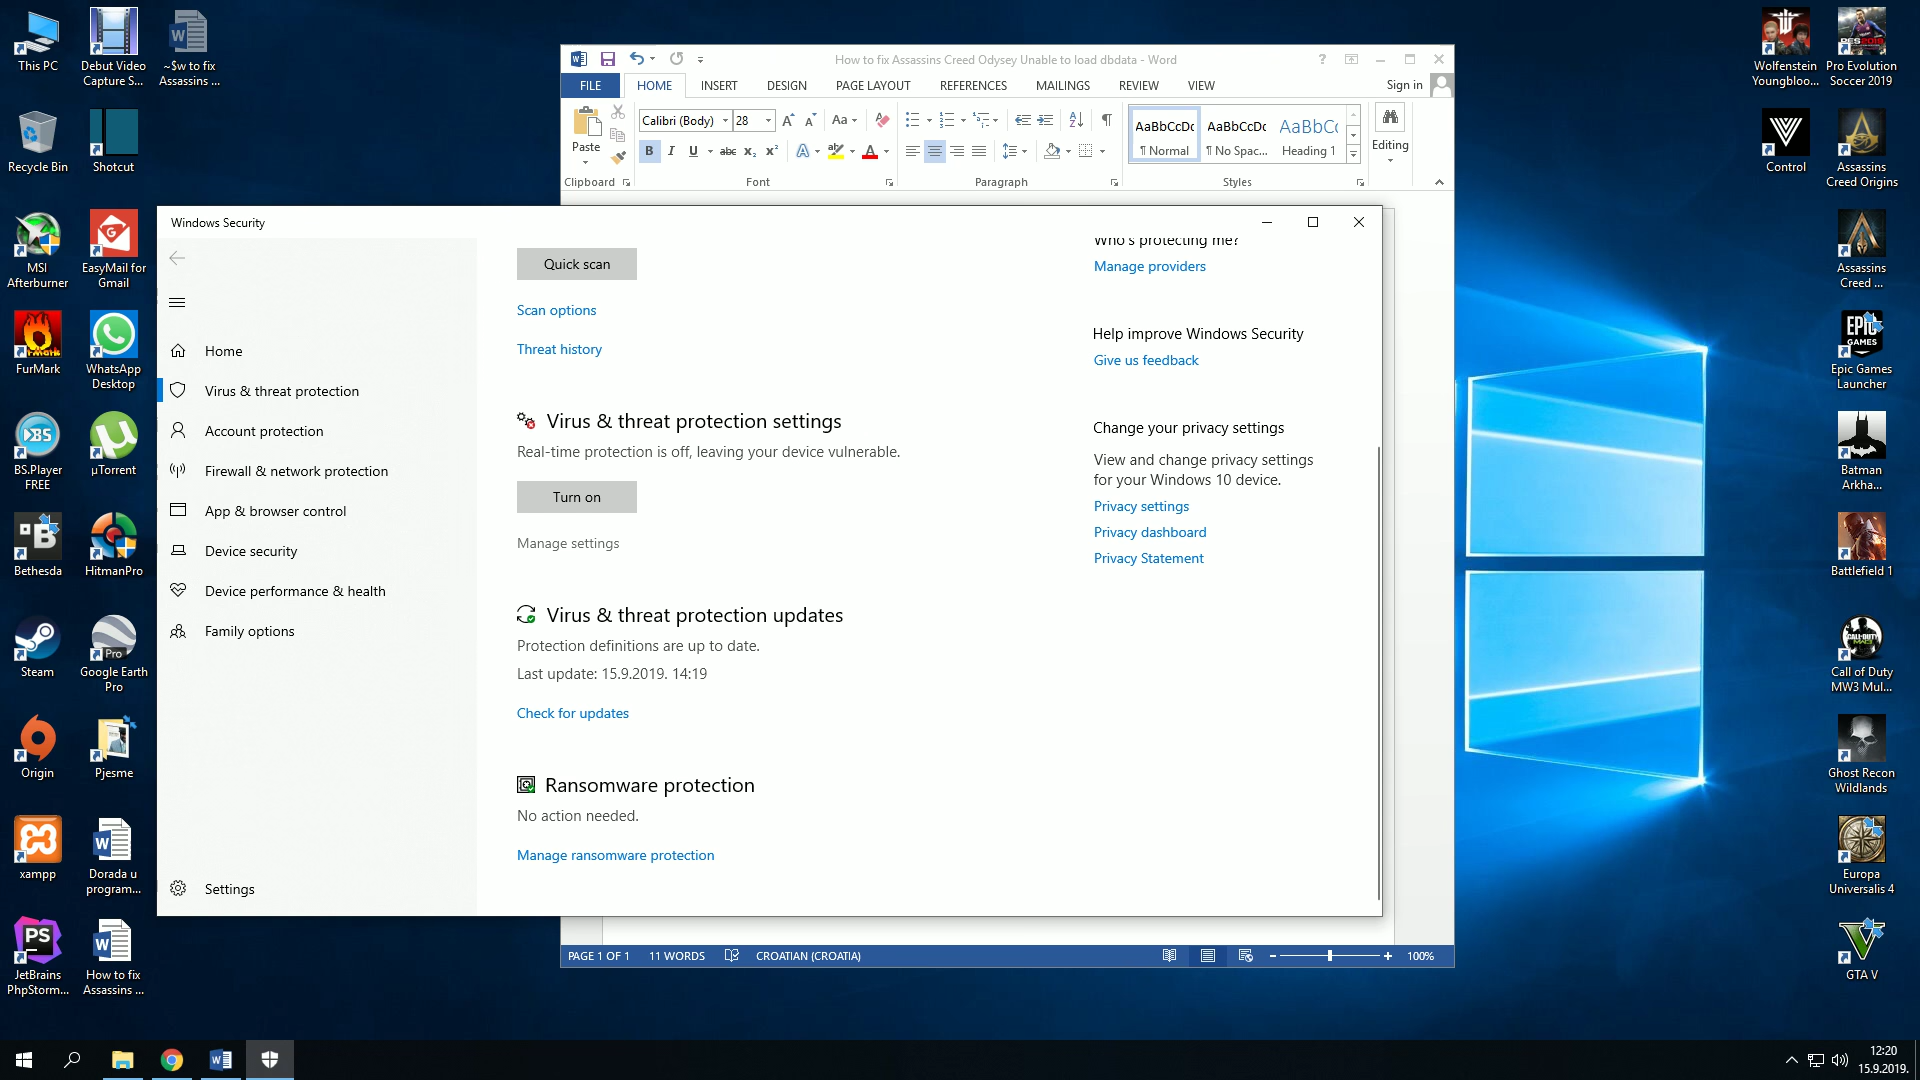 This PC
Debut Video
Capture S...
~$w to fix
Assassins ...
Recycle Bin
Shotcut
MSI
Afterburner
EasyMail for
Gmail
FurMark
WhatsApp
Desktop
BS.Player
FREE
µTorrent
Bethesda
HitmanPro
Steam
Google Earth
Pro
Origin
Pjesme
xampp
Dorada u
program...
JetBrains
PhpStorm...
How to fix
Assassins ...
How to fix Assassins Creed Odysey Unable to load dbdata - Word
FILE
HOME
INSERT
DESIGN
PAGE LAYOUT
REFERENCES
MAILINGS
REVIEW
VIEW
Sign in
Paste
Calibri (Body)
28
AaBbCcDc
¶ Normal
AaBbCcDc
¶ No Spac...
AaBbCc
Heading 1
Editing
Clipboard
Font
Paragraph
Styles
Windows Security
Home
Virus & threat protection
Account protection
Firewall & network protection
App & browser control
Device security
Device performance & health
Family options
Settings
Quick scan
Scan options
Threat history
Virus & threat protection settings
Real-time protection is off, leaving your device vulnerable.
Turn on
Manage settings
Virus & threat protection updates
Protection definitions are up to date.
Last update: 15.9.2019. 14:19
Check for updates
Ransomware protection
No action needed.
Manage ransomware protection
Who's protecting me?
Manage providers
Help improve Windows Security
Give us feedback
Change your privacy settings
View and change privacy settings
for your Windows 10 device.
Privacy settings
Privacy dashboard
Privacy Statement
PAGE 1 OF 1
11 WORDS
CROATIAN (CROATIA)
100%
Wolfenstein
Youngbloo...
Pro Evolution
Soccer 2019
Control
Assassins
Creed Origins
Assassins
Creed ...
Epic Games
Launcher
Batman
Arkha...
Battlefield 1
Call of Duty
MW3 Mul...
Ghost Recon
Wildlands
Europa
Universalis 4
GTA V
12:20
15.9.2019.